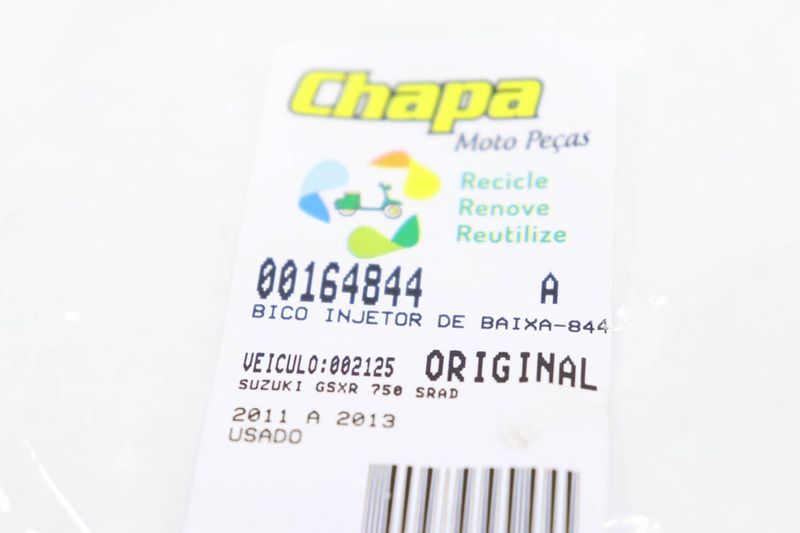 Chapa
Moto Peças
Recicle
Renove
Reutilize
00164844 A
BICO INJETOR DE BAIXA-844
VEICULO:002125 ORIGINAL
SUZUKI GSXR 750 SRAD
2011 A 2013
USADO